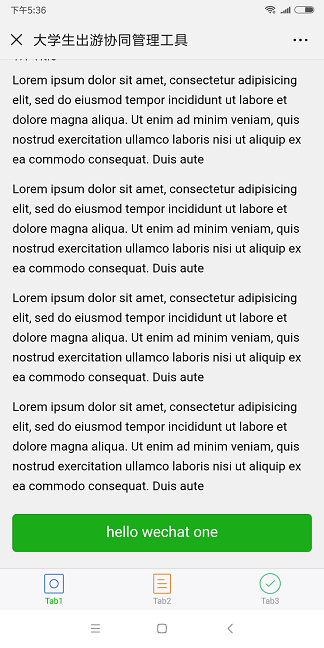 下午5:36
大学生出游协同管理工具
Lorem ipsum dolor sit amet, consectetur adipisicing
elit, sed do eiusmod tempor incididunt ut labore et
dolore magna aliqua. Ut enim ad minim veniam, quis
nostrud exercitation ullamco laboris nisi ut aliquip ex
ea commodo consequat. Duis aute
Lorem ipsum dolor sit amet, consectetur adipisicing
elit, sed do eiusmod tempor incididunt ut labore et
dolore magna aliqua. Ut enim ad minim veniam, quis
nostrud exercitation ullamco laboris nisi ut aliquip ex
ea commodo consequat. Duis aute
Lorem ipsum dolor sit amet, consectetur adipisicing
elit, sed do eiusmod tempor incididunt ut labore et
dolore magna aliqua. Ut enim ad minim veniam, quis
nostrud exercitation ullamco laboris nisi ut aliquip ex
ea commodo consequat. Duis aute
Lorem ipsum dolor sit amet, consectetur adipisicing
elit, sed do eiusmod tempor incididunt ut labore et
dolore magna aliqua. Ut enim ad minim veniam, quis
nostrud exercitation ullamco laboris nisi ut aliquip ex
ea commodo consequat. Duis aute
hello wechat one
Tab1
Tab2
Tab3